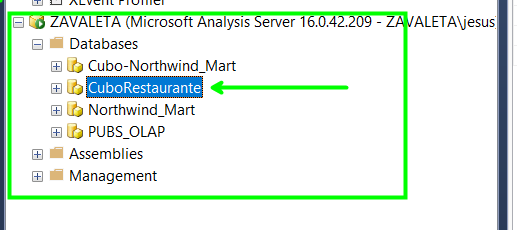 XEvent Profiler
ZAVALETA (Microsoft Analysis Server 16.0.42.209 - ZAVALETA\jesus)
Databases
Cubo-Northwind_Mart
CuboRestaurante
Northwind_Mart
PUBS_OLAP
Assemblies
Management